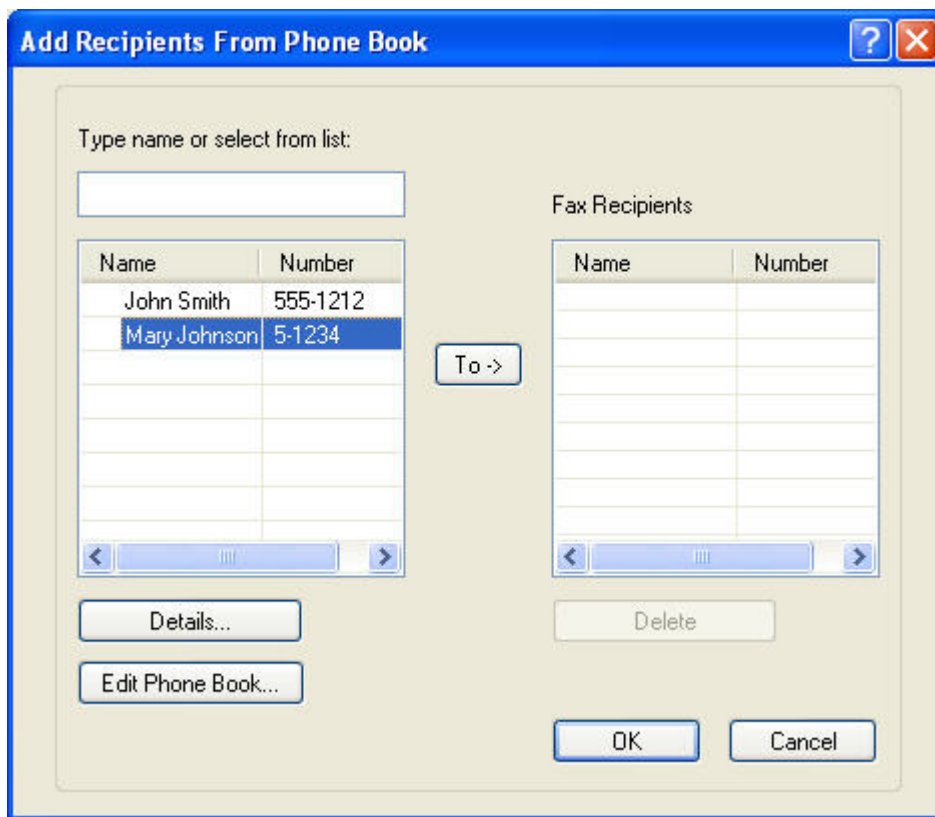 Add Recipients From Phone Book
Type name or select from list:
Fax Recipients
Name Number
John Smith 555-1212
Mary Johnson 5-1234
To ->
Name Number
Details...
Edit Phone Book...
Delete
OK
Cancel